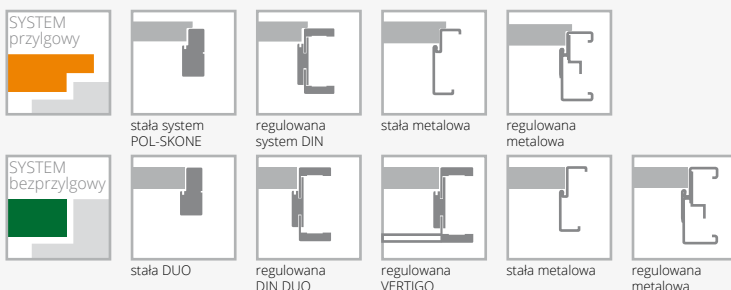 SYSTEM
przylgowy
stała system
POL-SKONE
regulowana
system DIN
stała metalowa
regulowana
metalowa
SYSTEM
bezprzylgowy
stała DUO
regulowana
DIN DUO
regulowana
VERTIGO
stała metalowa
regulowana
metalowa